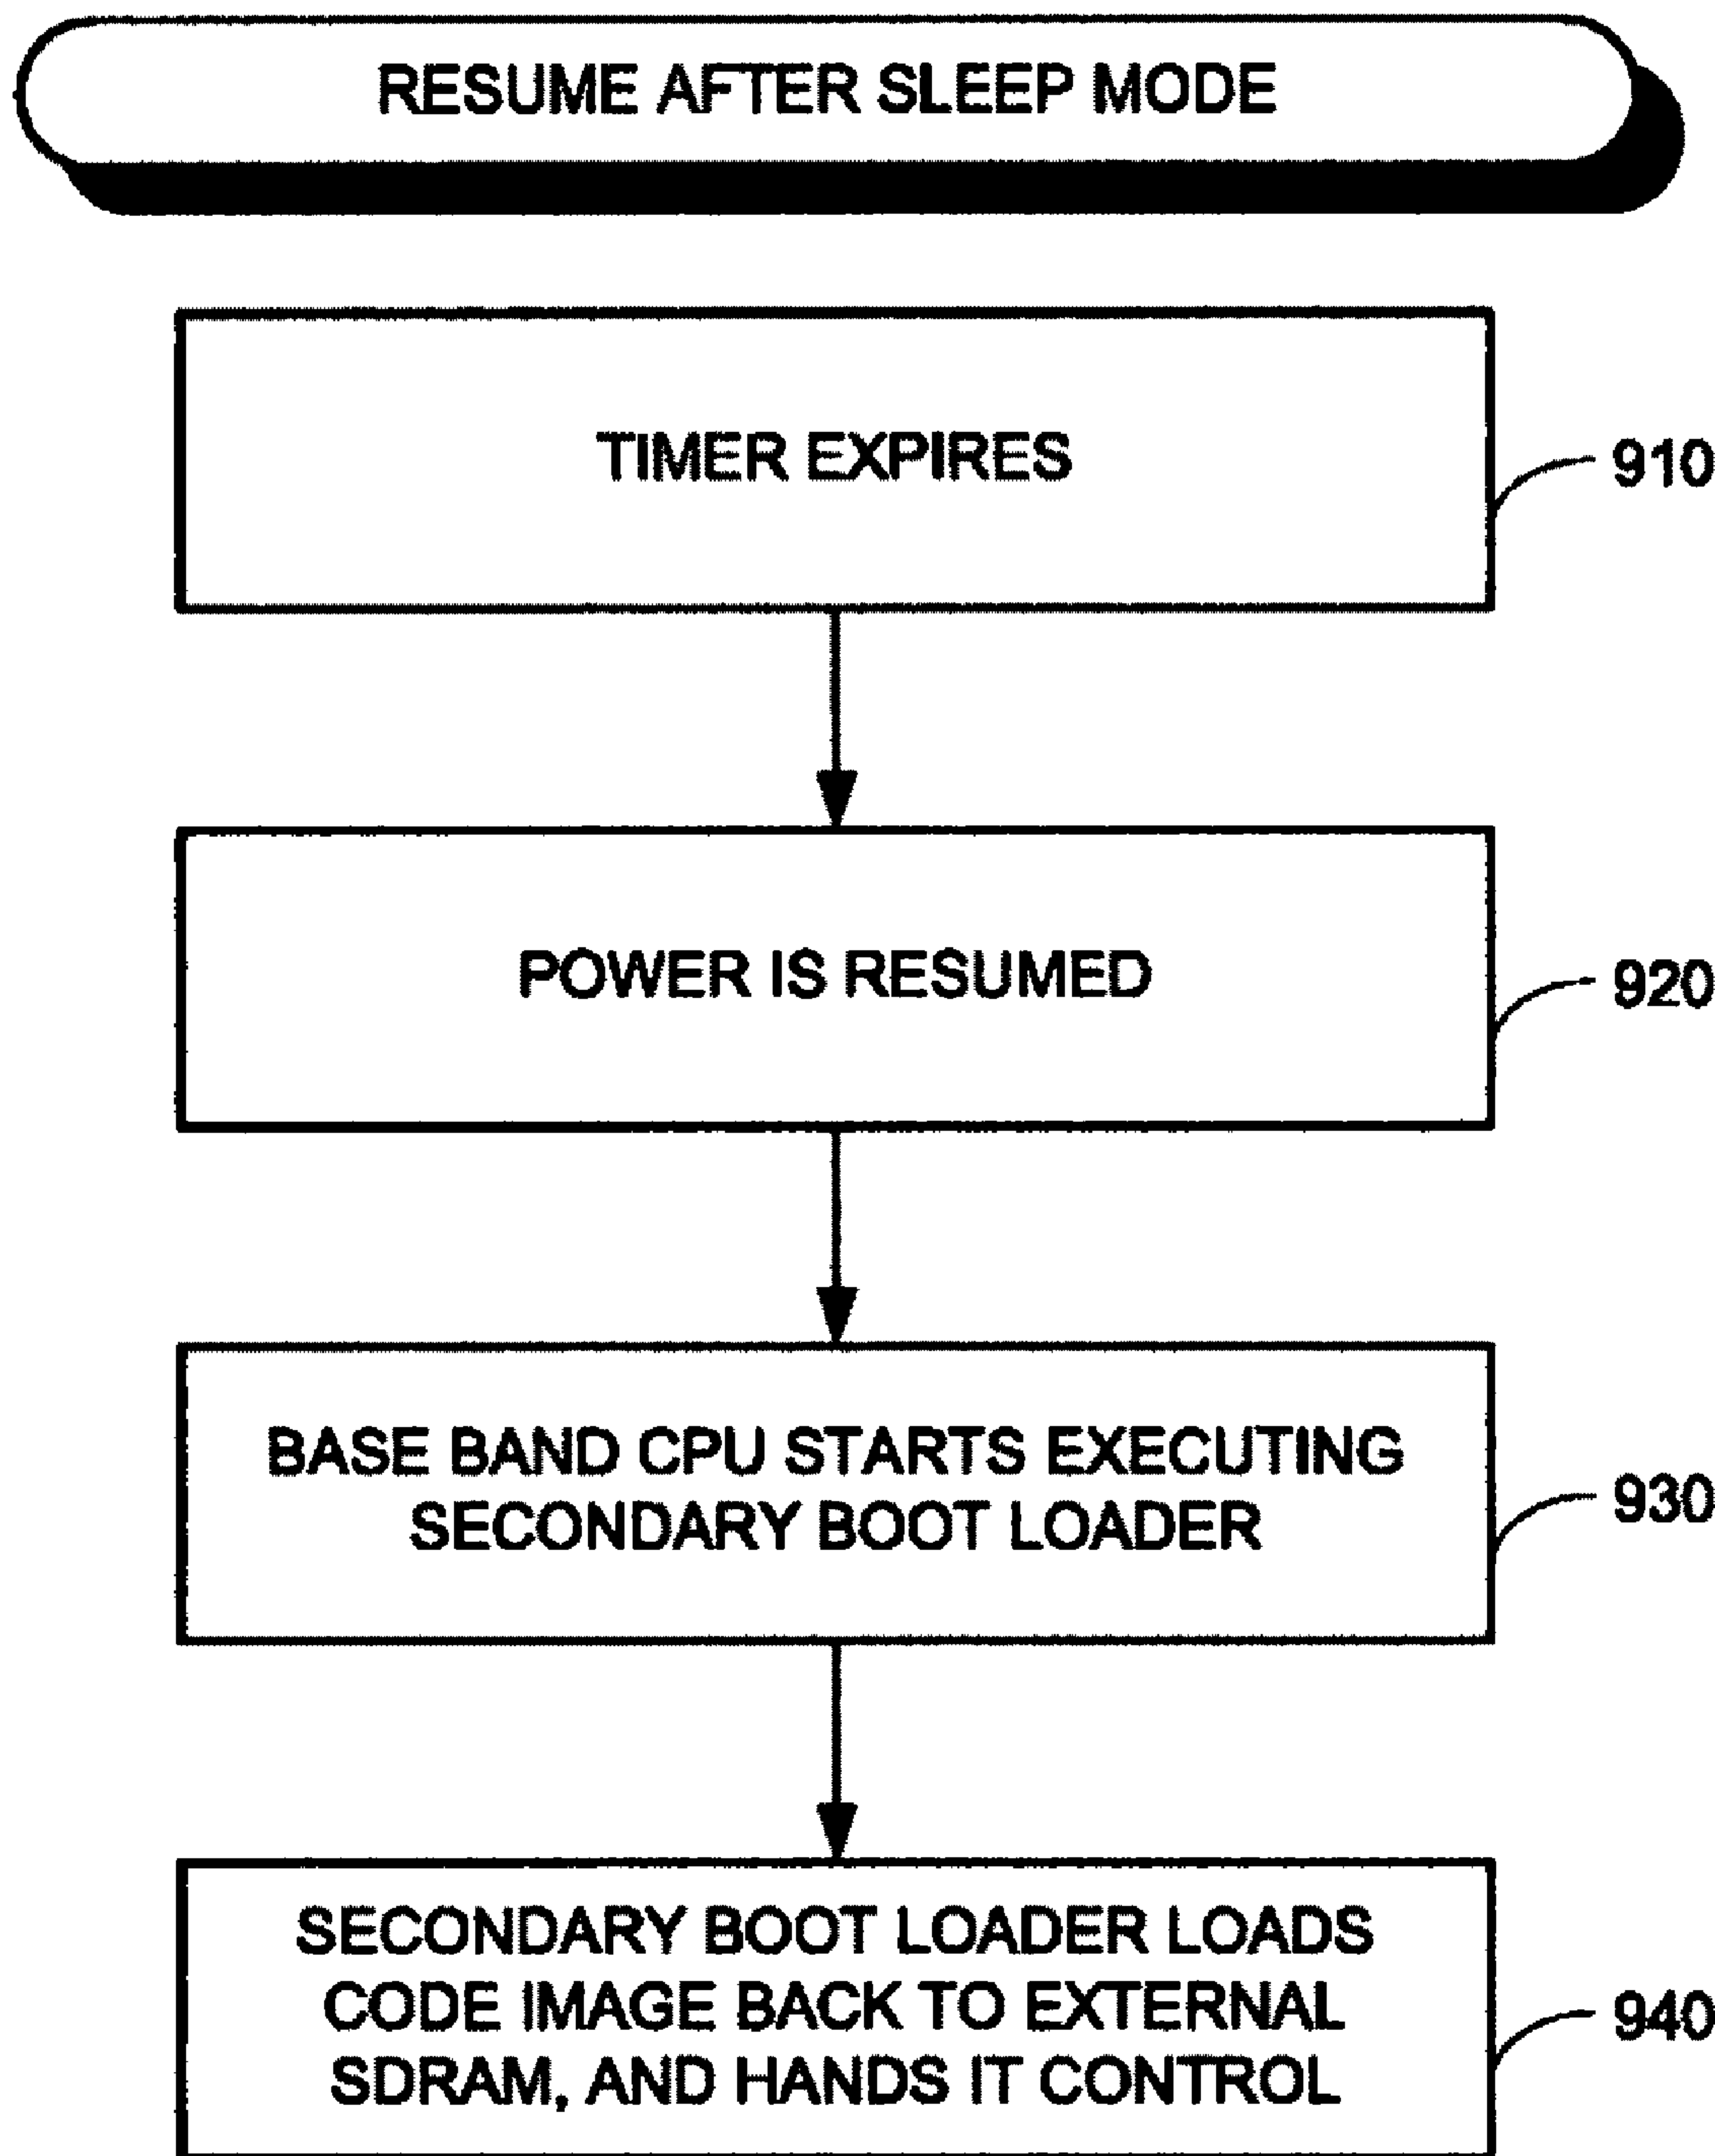 RESUME AFTER SLEEP MODE
TIMER EXPIRES
910
POWER IS RESUMED
920
BASE BAND CPU STARTS EXECUTING
SECONDARY BOOT LOADER
930
SECONDARY BOOT LOADER LOADS
CODE IMAGE BACK TO EXTERNAL
SDRAM, AND HANDS IT CONTROL
940